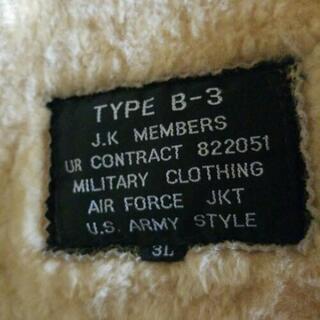 TYPE B-3
J.K MEMBERS
UR CONTRACT 822051
MILITARY CLOTHING
AIR FORCE JKT
U.S. ARMY STYLE
3L